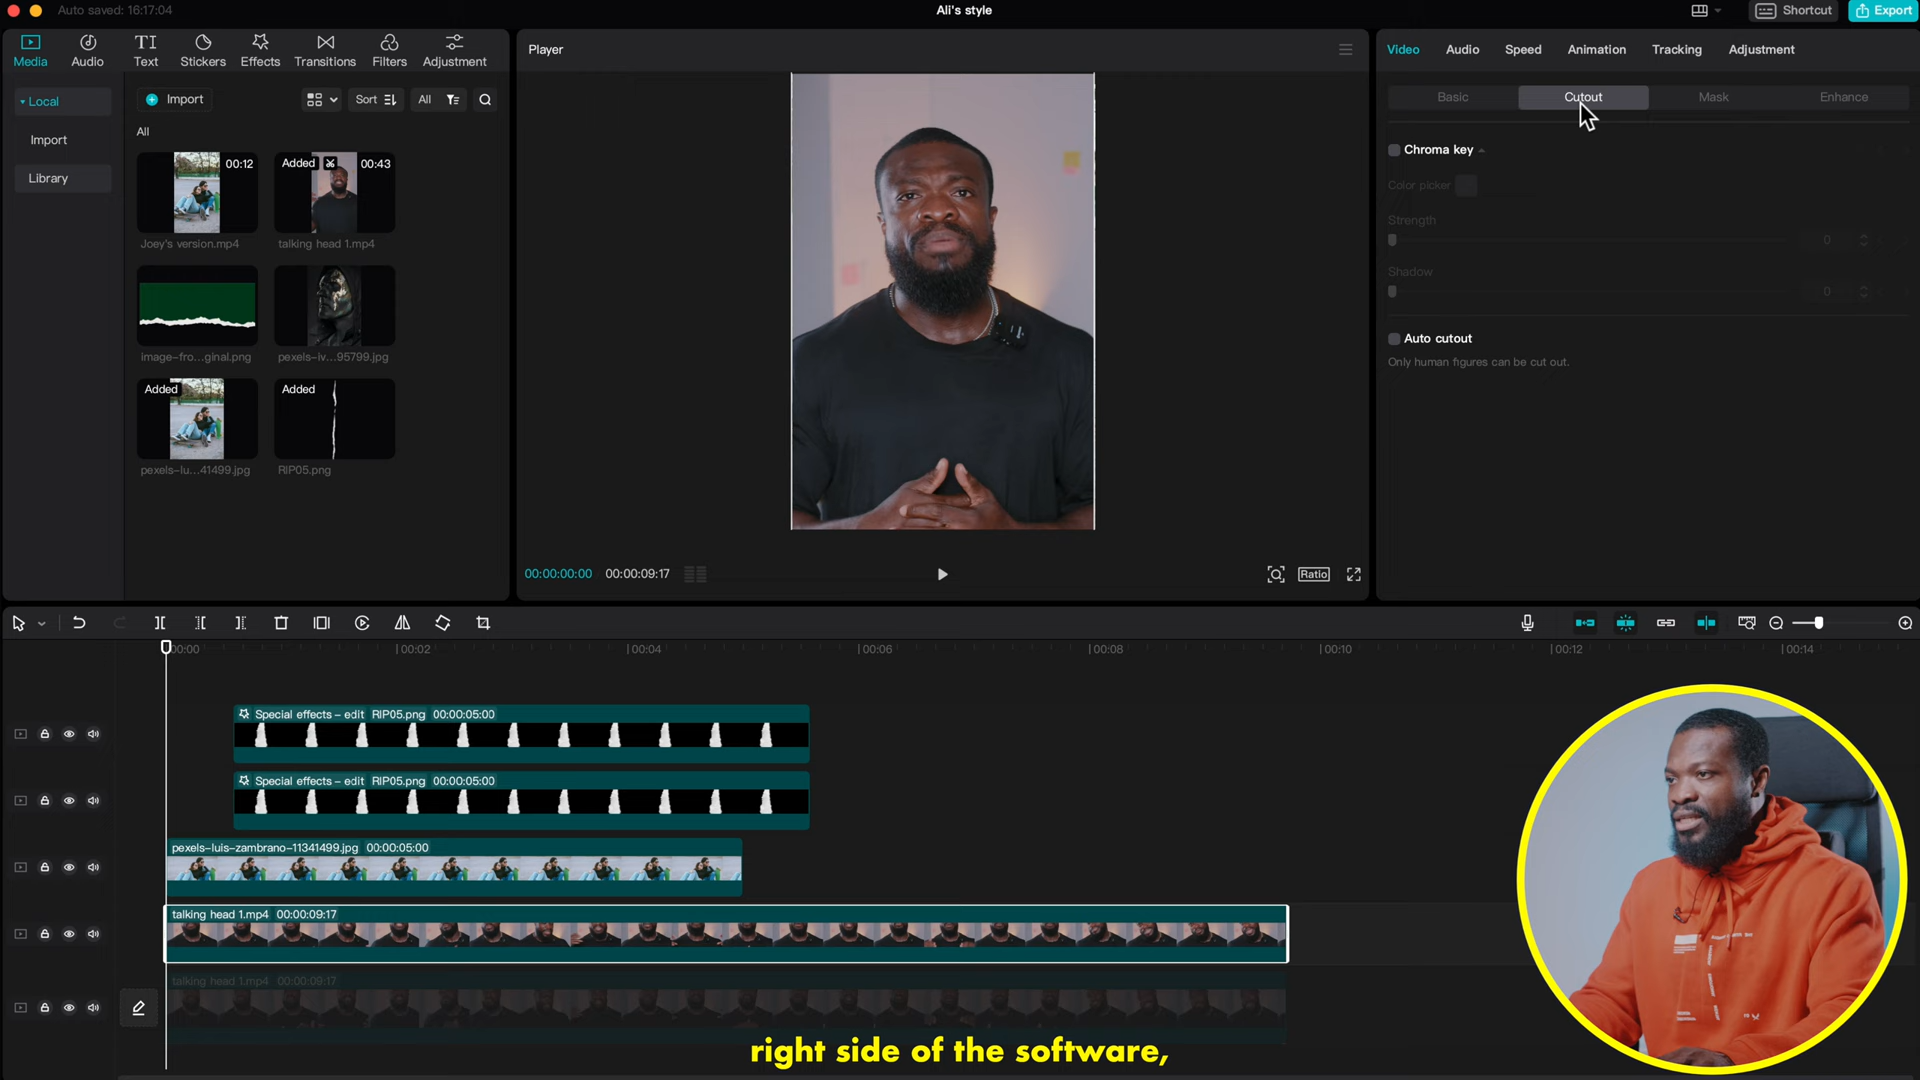 Auto saved: 16:17:04
Ali's style
Shortcut
Export
Media
Audio
Text
Stickers
Effects
Transitions
Filters
Adjustment
Local
Import
Library
Import
Sort
All
All
00:12
Joey's version.mp4
Added
00:43
talking head 1.mp4
image-fro...ginal.png
pexels-iv...95799.jpg
Added
pexels-lu...41499.jpg
Added
RIP05.png
Player
00:00:00:00
00:00:09:17
Ratio
Video
Audio
Speed
Animation
Tracking
Adjustment
Basic
Cutout
Mask
Enhance
Chroma key
Color picker
Strength
0
Shadow
0
Auto cutout
Only human figures can be cut out.
00:00
00:02
00:04
00:06
00:08
00:10
00:12
00:14
Special effects – edit RIP05.png 00:00:05:00
Special effects – edit RIP05.png 00:00:05:00
pexels-luis-zambrano-11341499.jpg 00:00:05:00
talking head 1.mp4 00:00:09:17
talking head 1.mp4 00:00:09:17
right side of the software,